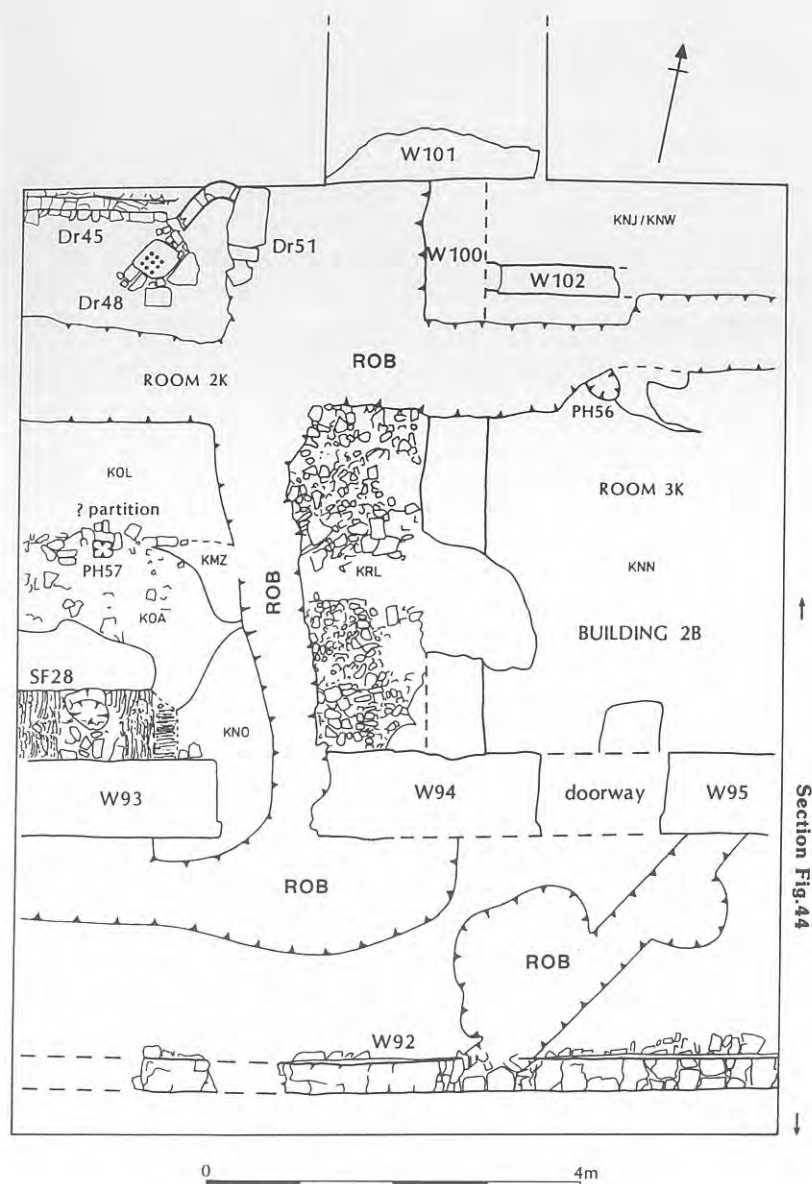 W101
KNJ/KNW
Dr45
Dr51
W100
W102
Dr48
ROB
ROOM 2K
PH56
KOL
ROOM 3K
? partition
KMZ
KRL
KNN
PH57
ROB
KOA
BUILDING 2B
SF28
KNO
W93
W94
doorway
W95
Section Fig.44
ROB
ROB
W92
0
4m